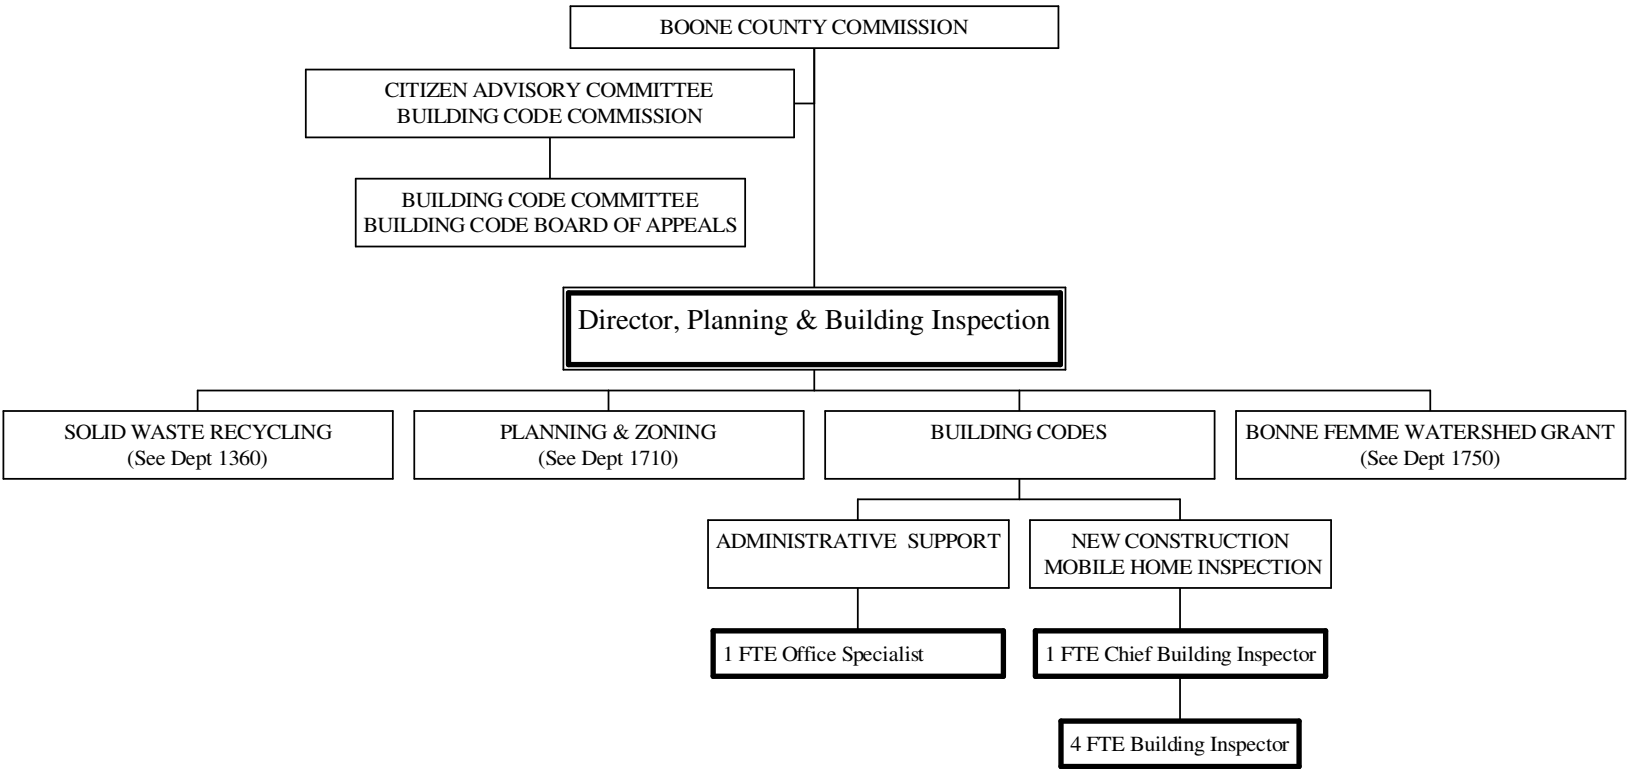 BOONE COUNTY COMMISSION
CITIZEN ADVISORY COMMITTEE
BUILDING CODE COMMISSION
BUILDING CODE COMMITTEE
BUILDING CODE BOARD OF APPEALS
Director, Planning & Building Inspection
SOLID WASTE RECYCLING
(See Dept 1360)
PLANNING & ZONING
(See Dept 1710)
BUILDING CODES
BONNE FEMME WATERSHED GRANT
(See Dept 1750)
ADMINISTRATIVE SUPPORT
NEW CONSTRUCTION
MOBILE HOME INSPECTION
1 FTE Office Specialist
1 FTE Chief Building Inspector
4 FTE Building Inspector